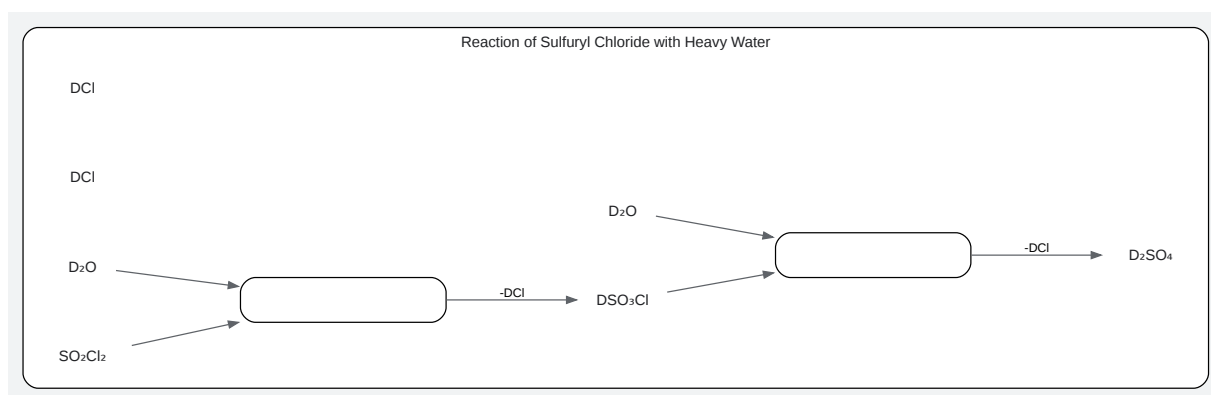 Reaction of Sulfuryl Chloride with Heavy Water
DCl
DCl
D₂O
D₂O
-DCl
D₂SO₄
-DCl
DSO₃Cl
SO₂Cl₂